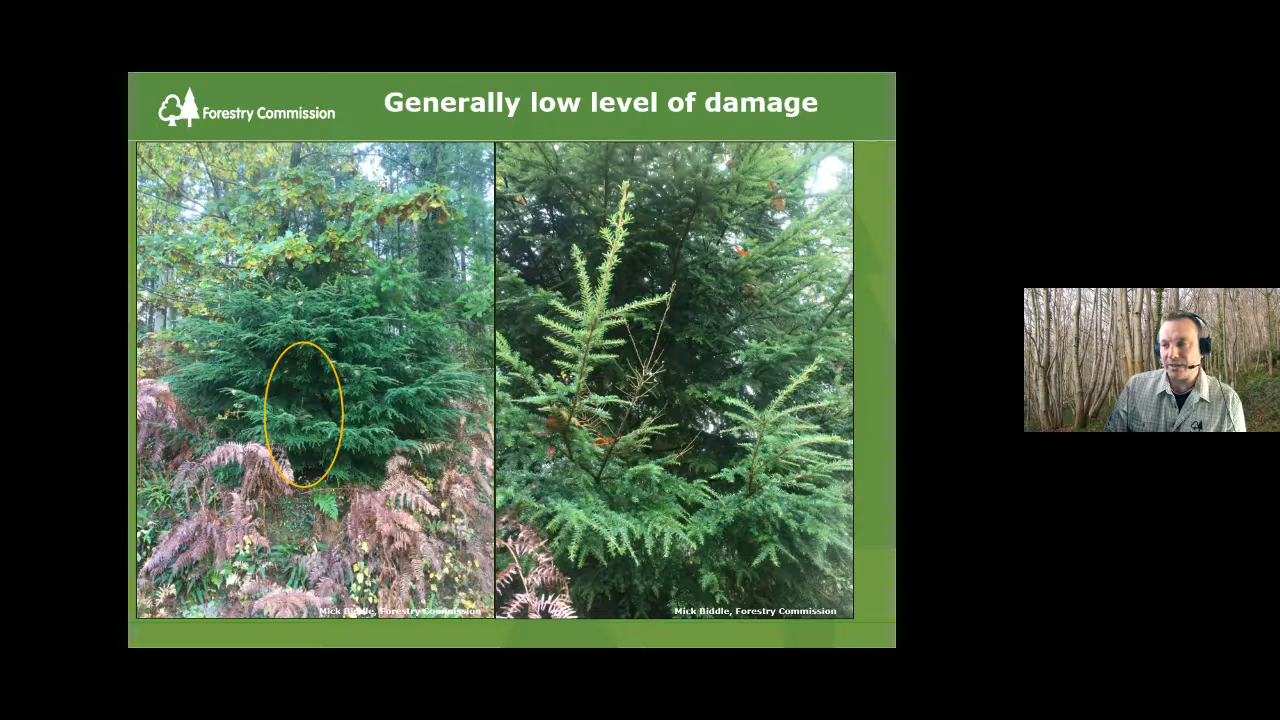 Forestry Commission
Generally low level of damage
Mick Biddle, Forestry Commission
Mick Biddle, Forestry Commission